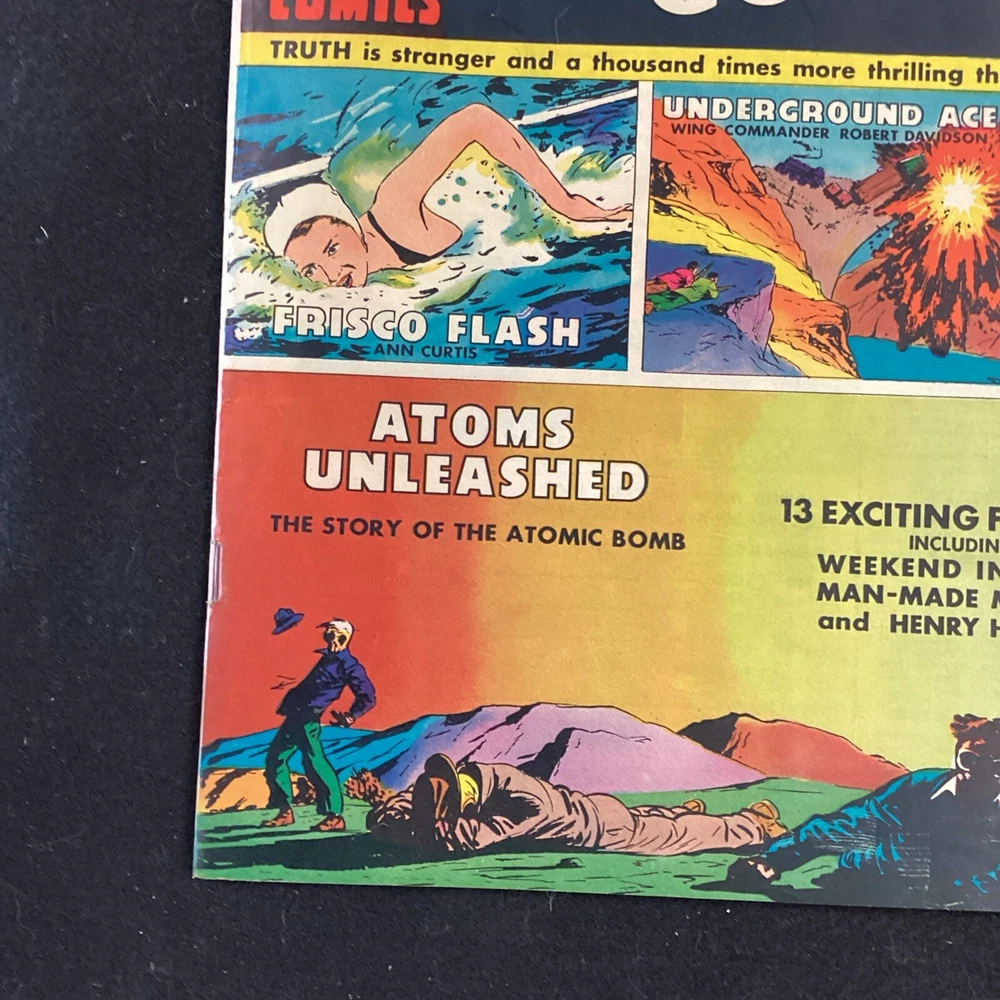 COMICS
TRUTH is stranger and a thousand times more thrilling th
UNDERGROUND ACE
WING COMMANDER ROBERT DAVIDSON
FRISCO FLASH
ANN CURTIS
ATOMS
UNLEASHED
THE STORY OF THE ATOMIC BOMB
13 EXCITING F
INCLUDIN
WEEKEND IN
MAN-MADE
and HENRY H